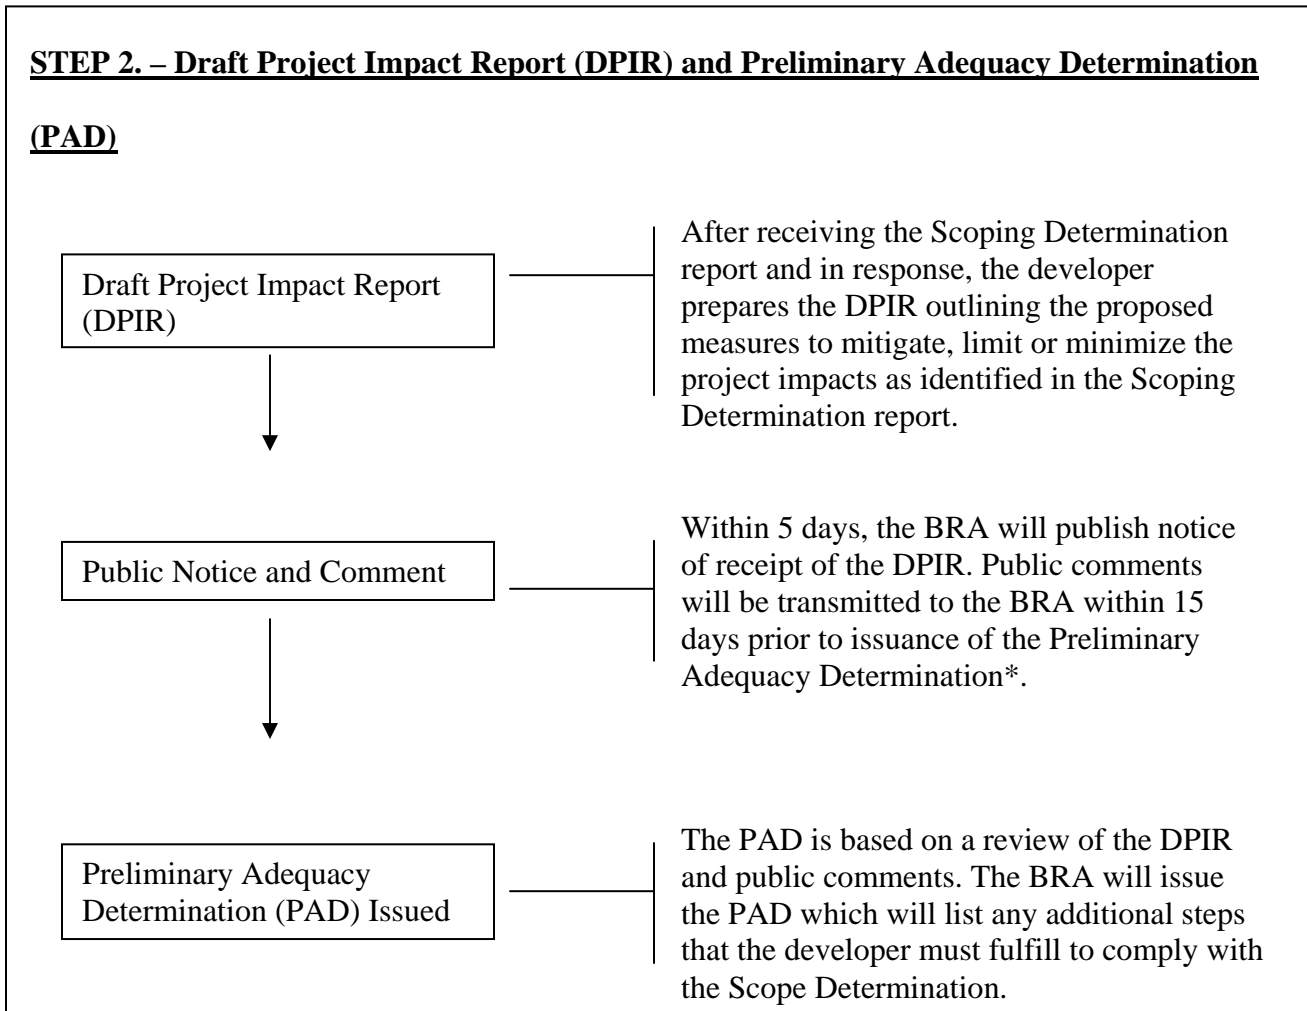 STEP 2. – Draft Project Impact Report (DPIR) and Preliminary Adequacy Determination
(PAD)
Draft Project Impact Report
(DPIR)
After receiving the Scoping Determination
report and in response, the developer
prepares the DPIR outlining the proposed
measures to mitigate, limit or minimize the
project impacts as identified in the Scoping
Determination report.
Public Notice and Comment
Within 5 days, the BRA will publish notice
of receipt of the DPIR. Public comments
will be transmitted to the BRA within 15
days prior to issuance of the Preliminary
Adequacy Determination*.
Preliminary Adequacy
Determination (PAD) Issued
The PAD is based on a review of the DPIR
and public comments. The BRA will issue
the PAD which will list any additional steps
that the developer must fulfill to comply with
the Scope Determination.